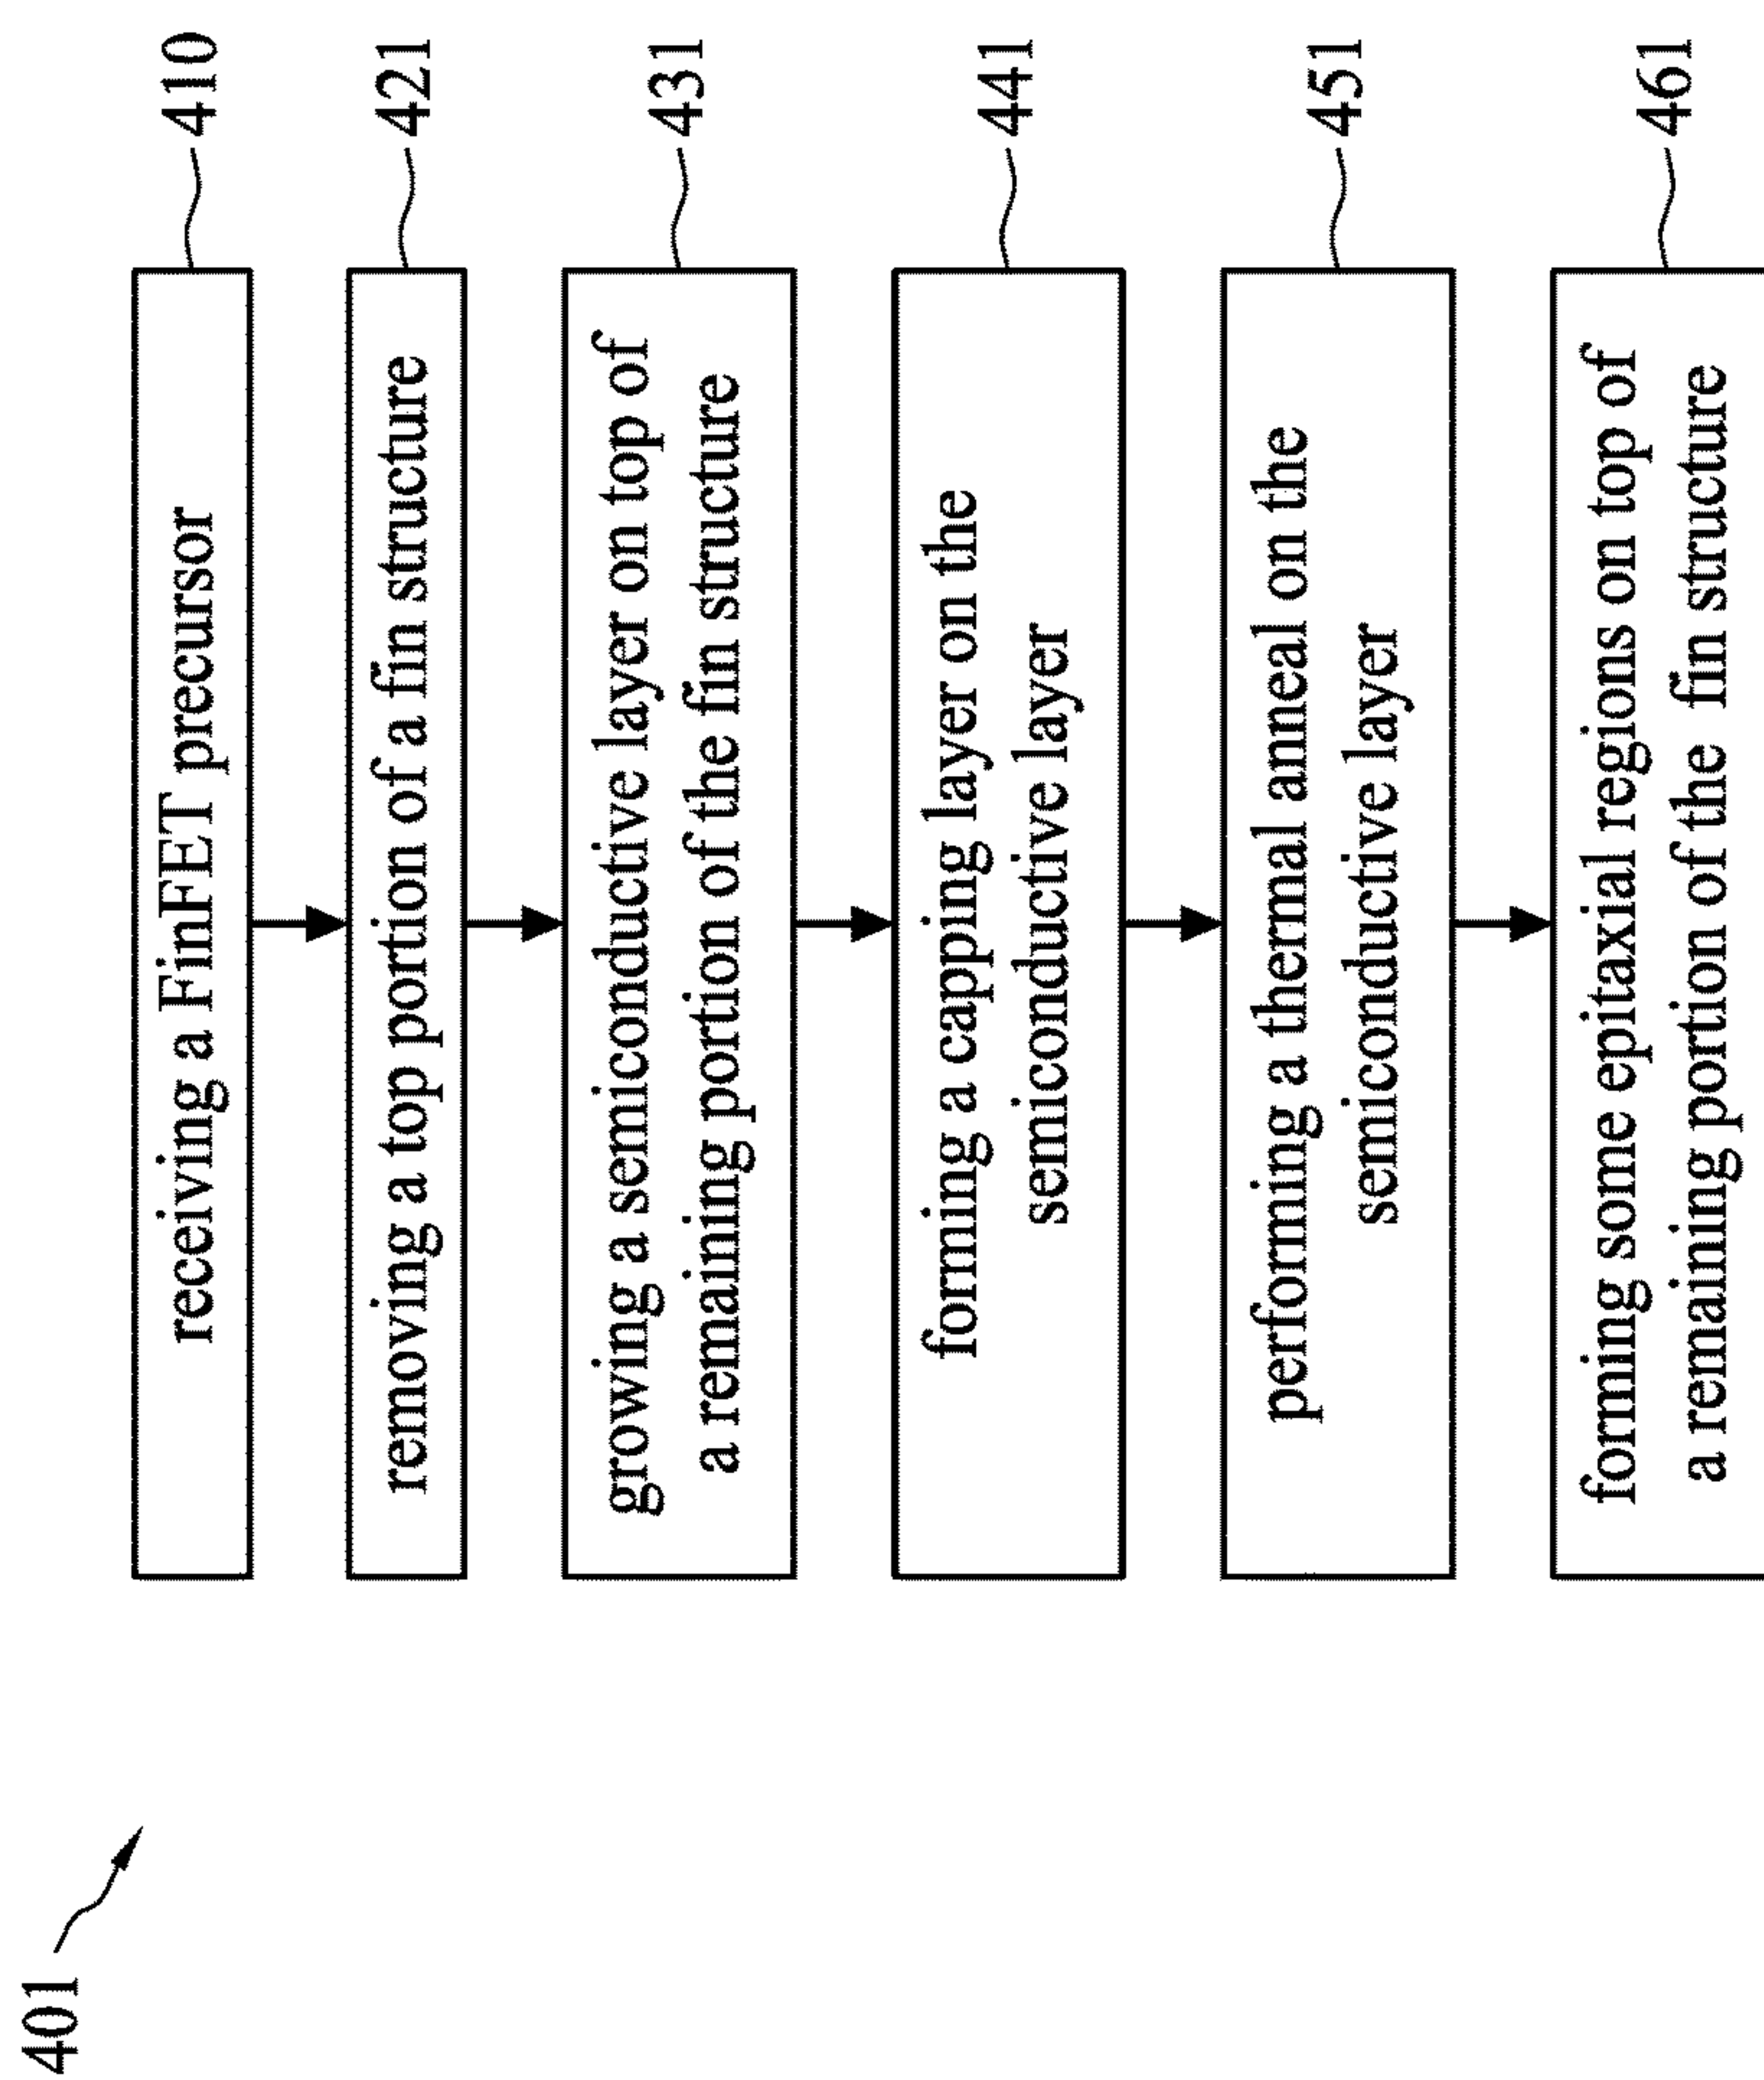 401
receiving a FinFET precursor
410
removing a top portion of a fin structure
421
growing a semiconductive layer on top of
a remaining portion of the fin structure
431
forming a capping layer on the
semiconductive layer
441
performing a thermal anneal on the
semiconductive layer
451
forming some epitaxial regions on top of
a remaining portion of the fin structure
461